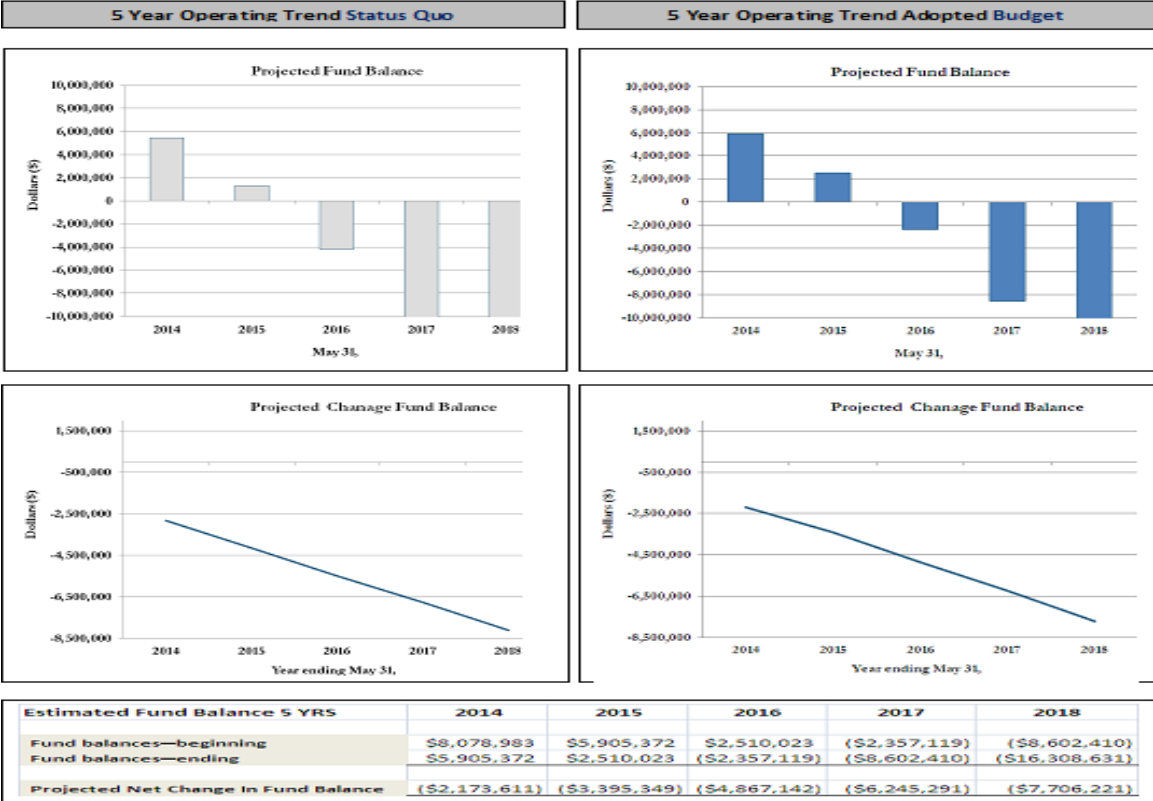 5 Year Operating Trend Status Quo
5 Year Operating Trend Adopted Budget
Projected Fund Balance
10,000,000
8,000,000
6,000,000
4,000,000
2,000,000
0
-2,000,000
-4,000,000
-6,000,000
-8,000,000
-10,000,000
Dollars ($)
2014 2015 2016 2017 2018
May 31,
Projected Fund Balance
10,000,000
8,000,000
6,000,000
4,000,000
2,000,000
0
-2,000,000
-4,000,000
-6,000,000
-8,000,000
-10,000,000
Dollars ($)
2014 2015 2016 2017 2018
May 31,
Projected Chanage Fund Balance
1,500,000
-500,000
-2,500,000
-4,500,000
-6,500,000
-8,500,000
Dollars ($)
2014 2015 2016 2017 2018
Year ending May 31,
Projected Chanage Fund Balance
1,500,000
-500,000
-2,500,000
-4,500,000
-6,500,000
-8,500,000
Dollars ($)
2014 2015 2016 2017 2018
Year ending May 31,
Estimated Fund Balance 5 YRS 2014 2015 2016 2017 2018
Fund balances—beginning $8,078,983 $5,905,372 $2,510,023 ($2,357,119) ($8,602,410)
Fund balances—ending $5,905,372 $2,510,023 ($2,357,119) ($8,602,410) ($16,308,631)
Projected Net Change In Fund Balance ($2,173,611) ($3,395,349) ($4,867,142) ($6,245,291) ($7,706,221)